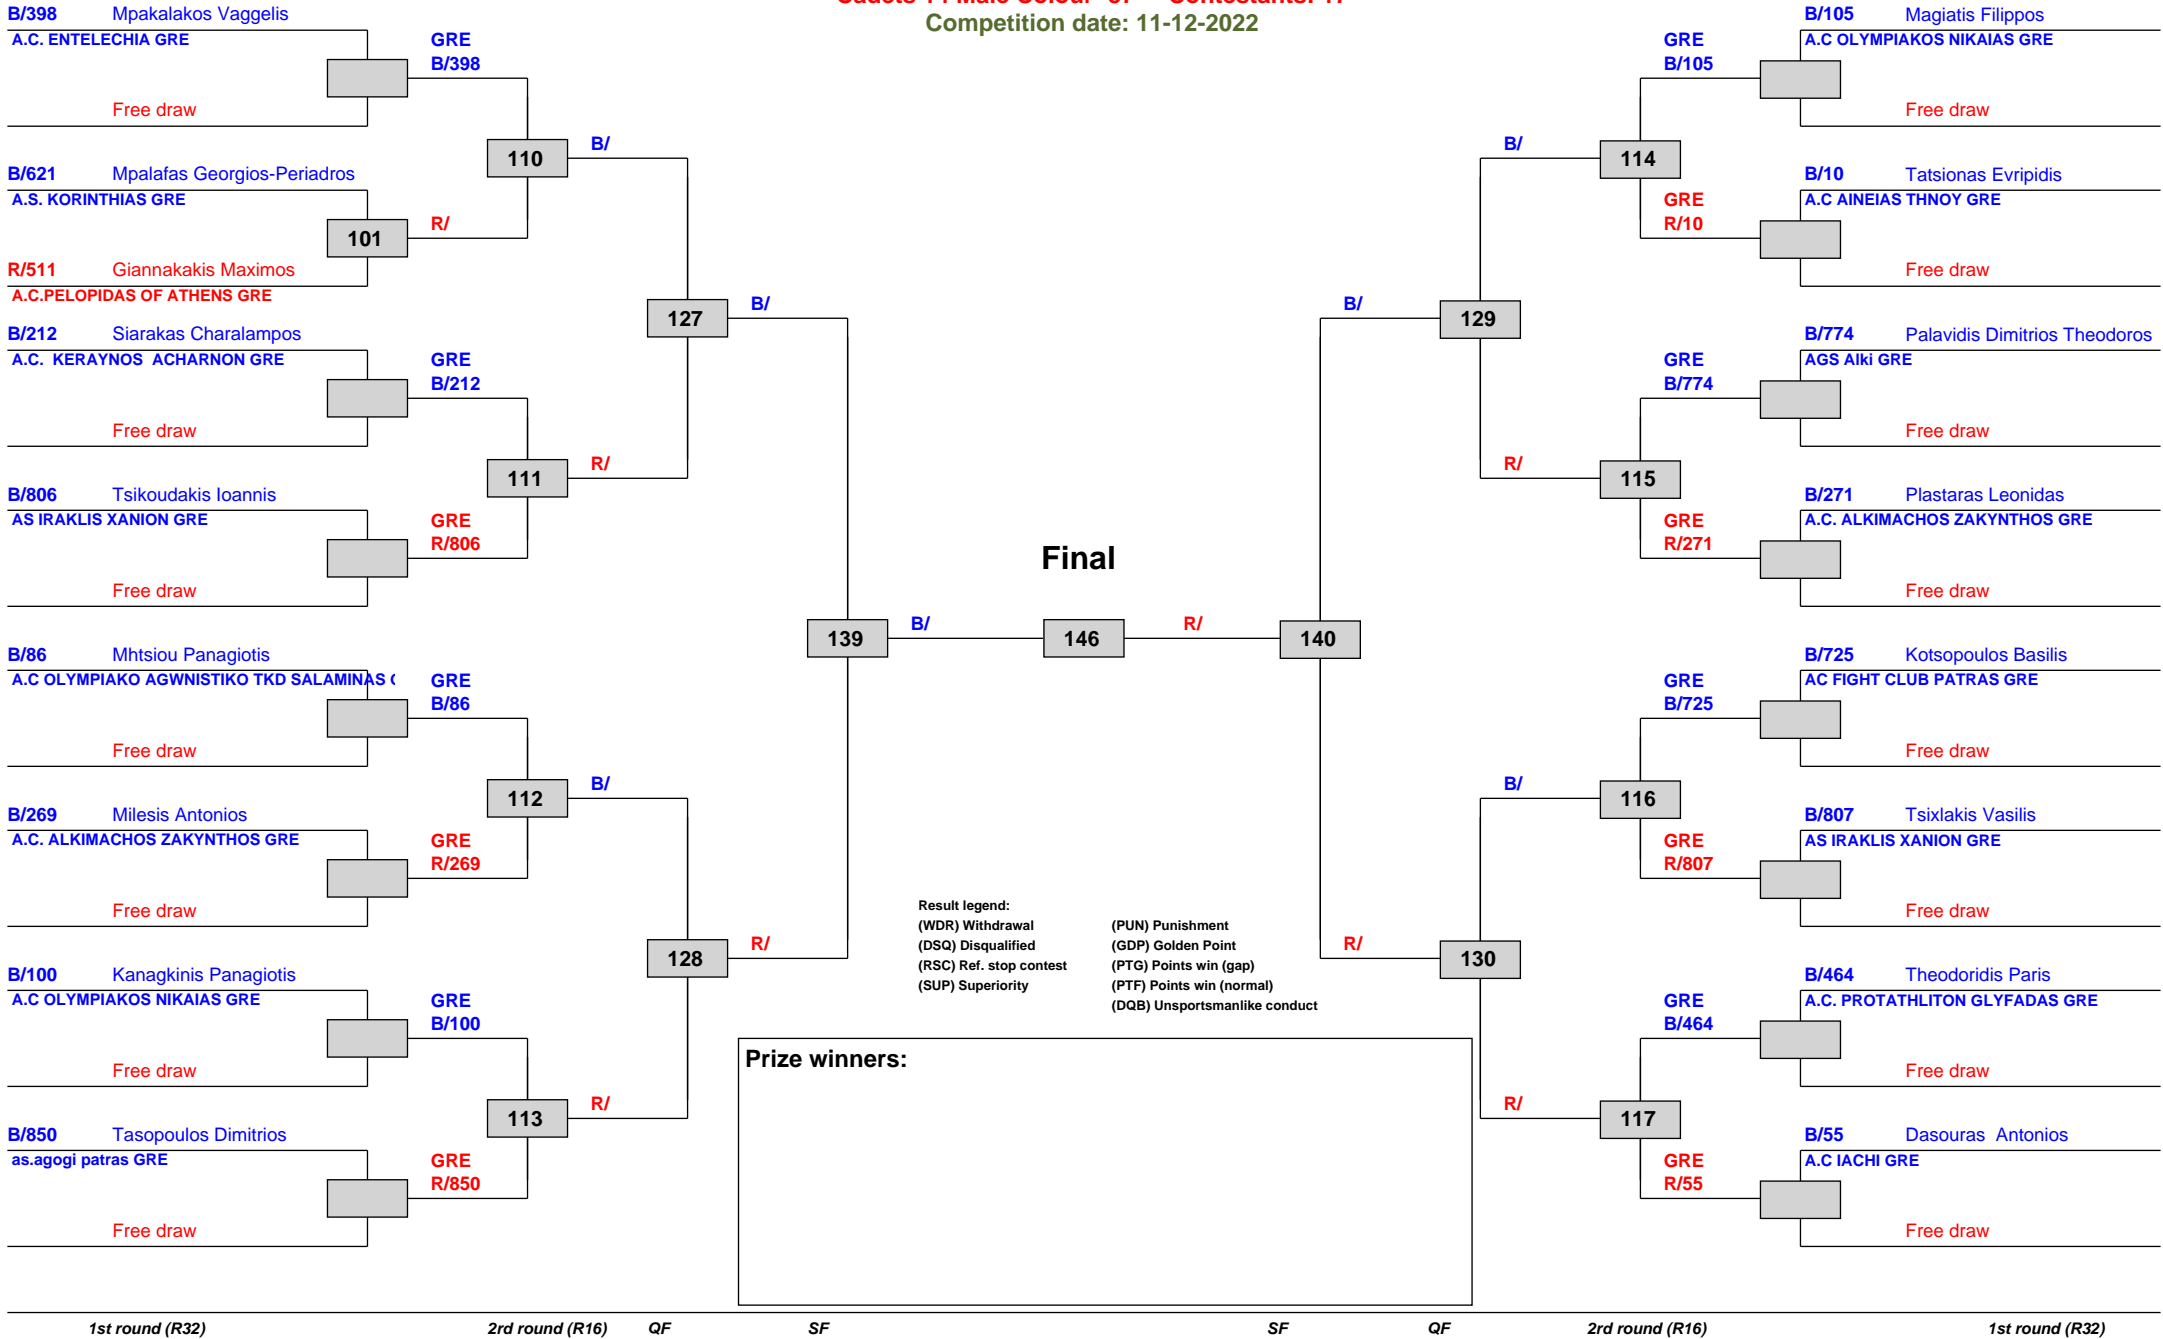 Competition date: 11-12-2022
B/398 Mpakalakos Vaggelis
A.C. ENTELECHIA GRE
Free draw
GRE
B/398
B/621 Mpalafas Georgios-Periadros
A.S. KORINTHIAS GRE
101
R/511 Giannakakis Maximos
A.C.PELOPIDAS OF ATHENS GRE
R/
110
B/
B/212 Siarakas Charalampos
A.C. KERAYNOS ACHARNON GRE
Free draw
GRE
B/212
B/806 Tsikoudakis Ioannis
AS IRAKLIS XANION GRE
Free draw
GRE
R/806
111
R/
127
B/
B/86 Mhtsiou Panagiotis
A.C OLYMPIAKO AGWNISTIKO TKD SALAMINAS
Free draw
GRE
B/86
B/269 Milesis Antonios
A.C. ALKIMACHOS ZAKYNTHOS GRE
Free draw
GRE
R/269
112
B/
B/100 Kanagkinis Panagiotis
A.C OLYMPIAKOS NIKAIAS GRE
Free draw
GRE
B/100
B/850 Tasopoulos Dimitrios
as.agogi patras GRE
Free draw
GRE
R/850
113
R/
128
R/
139
B/
Final
146
R/
140
B/105 Magiatis Filippos
A.C OLYMPIAKOS NIKAIAS GRE
Free draw
GRE
B/105
B/10 Tatsionas Evripidis
A.C AINEIAS THNOY GRE
Free draw
GRE
R/10
114
B/
B/774 Palavidis Dimitrios Theodoros
AGS Alki GRE
Free draw
GRE
B/774
B/271 Plastaras Leonidas
A.C. ALKIMACHOS ZAKYNTHOS GRE
Free draw
GRE
R/271
115
R/
129
B/
B/725 Kotsopoulos Basilis
AC FIGHT CLUB PATRAS GRE
Free draw
GRE
B/725
B/807 Tsixlakis Vasilis
AS IRAKLIS XANION GRE
Free draw
GRE
R/807
116
B/
B/464 Theodoridis Paris
A.C. PROTATHLITON GLYFADAS GRE
Free draw
GRE
B/464
B/55 Dasouras Antonios
A.C IACHI GRE
Free draw
GRE
R/55
117
R/
130
R/
Result legend:
(WDR) Withdrawal (PUN) Punishment
(DSQ) Disqualified (GDP) Golden Point
(RSC) Ref. stop contest (PTG) Points win (gap)
(SUP) Superiority (PTF) Points win (normal)
(DQB) Unsportsmanlike conduct
Prize winners:
1st round (R32) 2rd round (R16) QF SF SF QF 2rd round (R16) 1st round (R32)